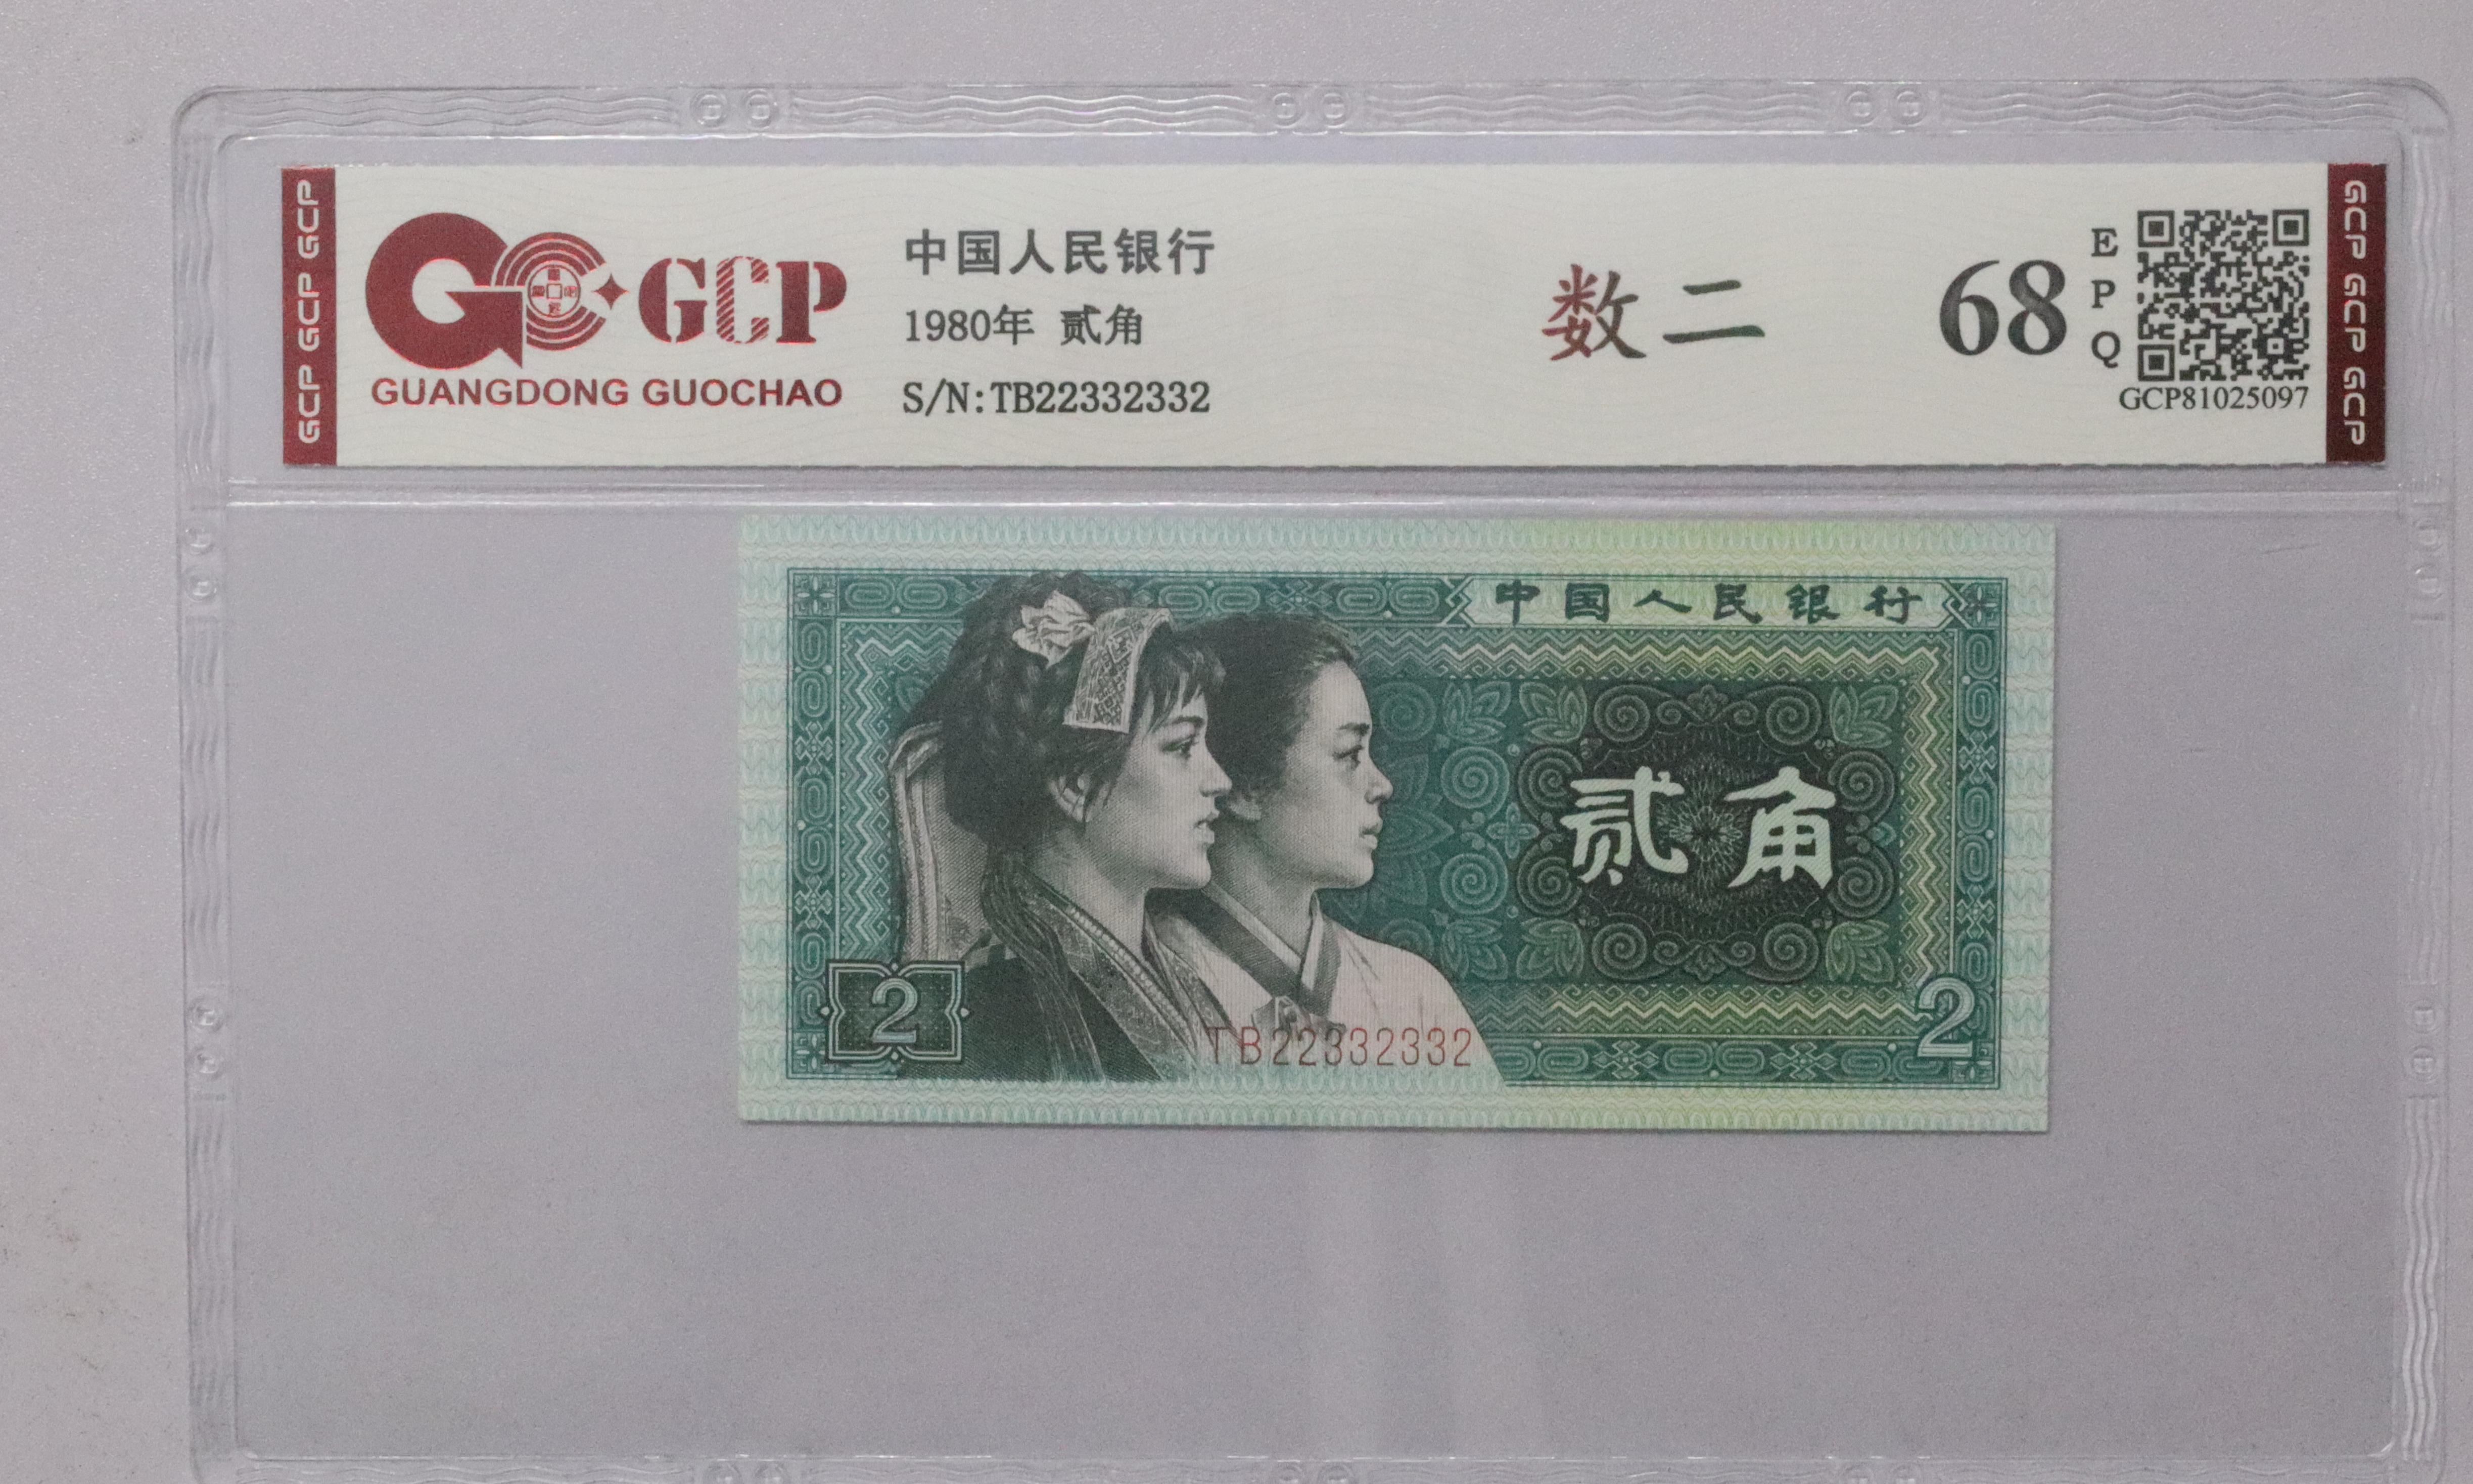 GCP GCP GCP
GCP
GUANGDONG GUOCHAO
中国人民银行
1980年 贰角
S/N:TB22332332
数二
68
EPQ
GCP81025097
GCP GCP GCP
中国人民银行
贰角
2
TB22332332
2